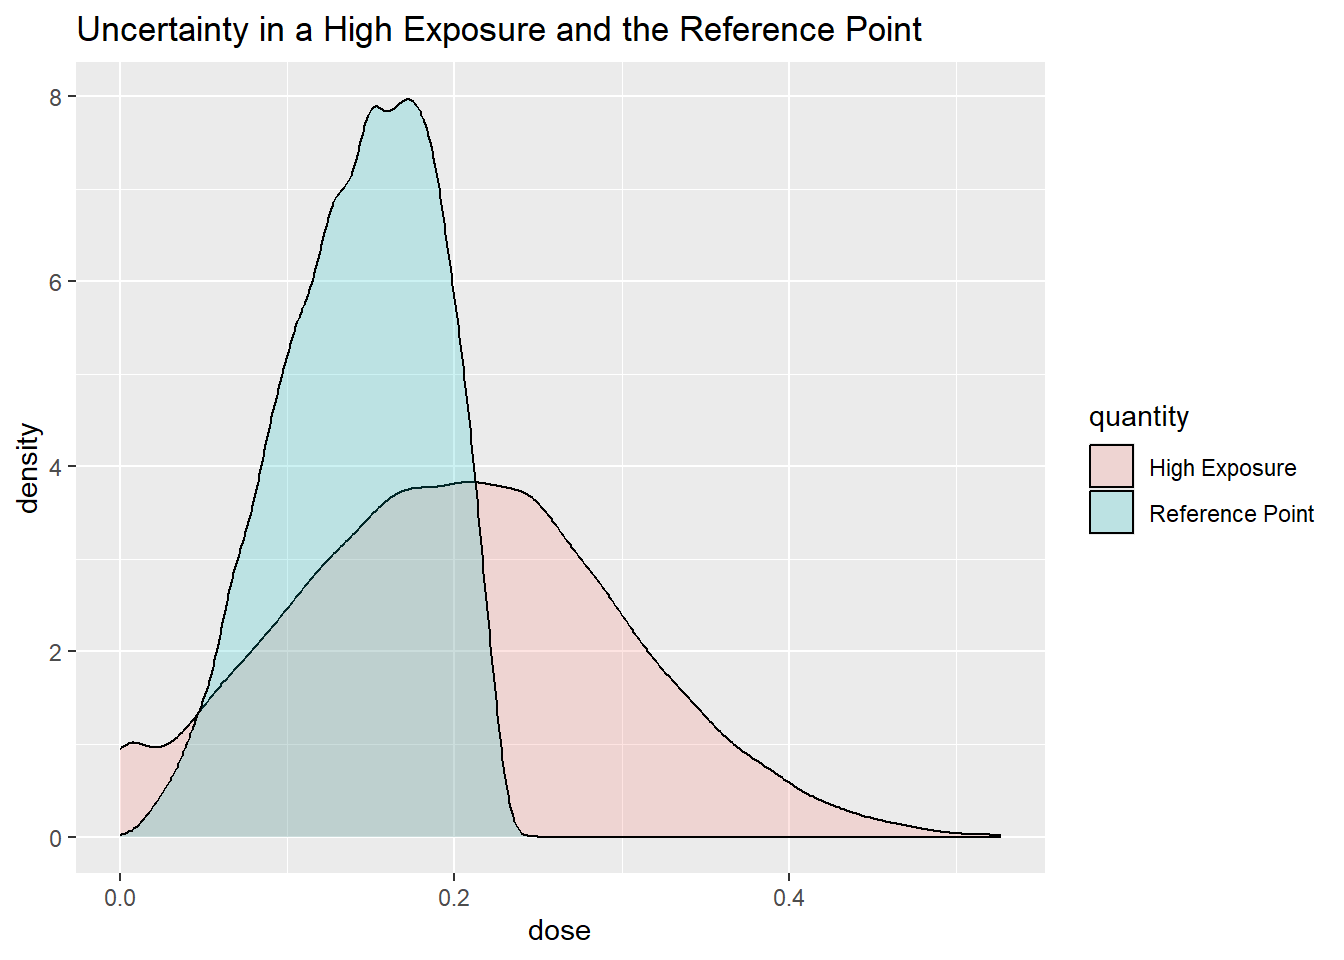 Uncertainty in a High Exposure and the Reference Point
density
8
6
4
2
0
0.0
0.2
0.4
dose
quantity
High Exposure
Reference Point